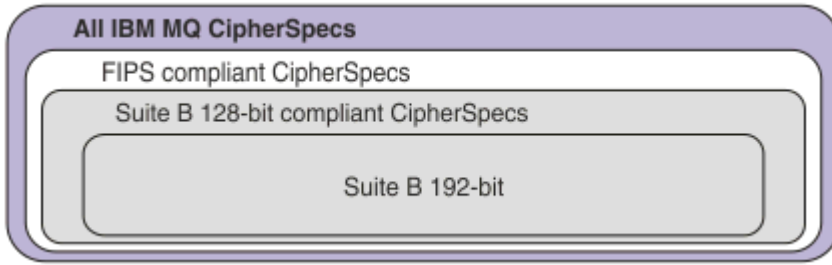 All IBM MQ CipherSpecs
FIPS compliant CipherSpecs
Suite B 128-bit compliant CipherSpecs
Suite B 192-bit